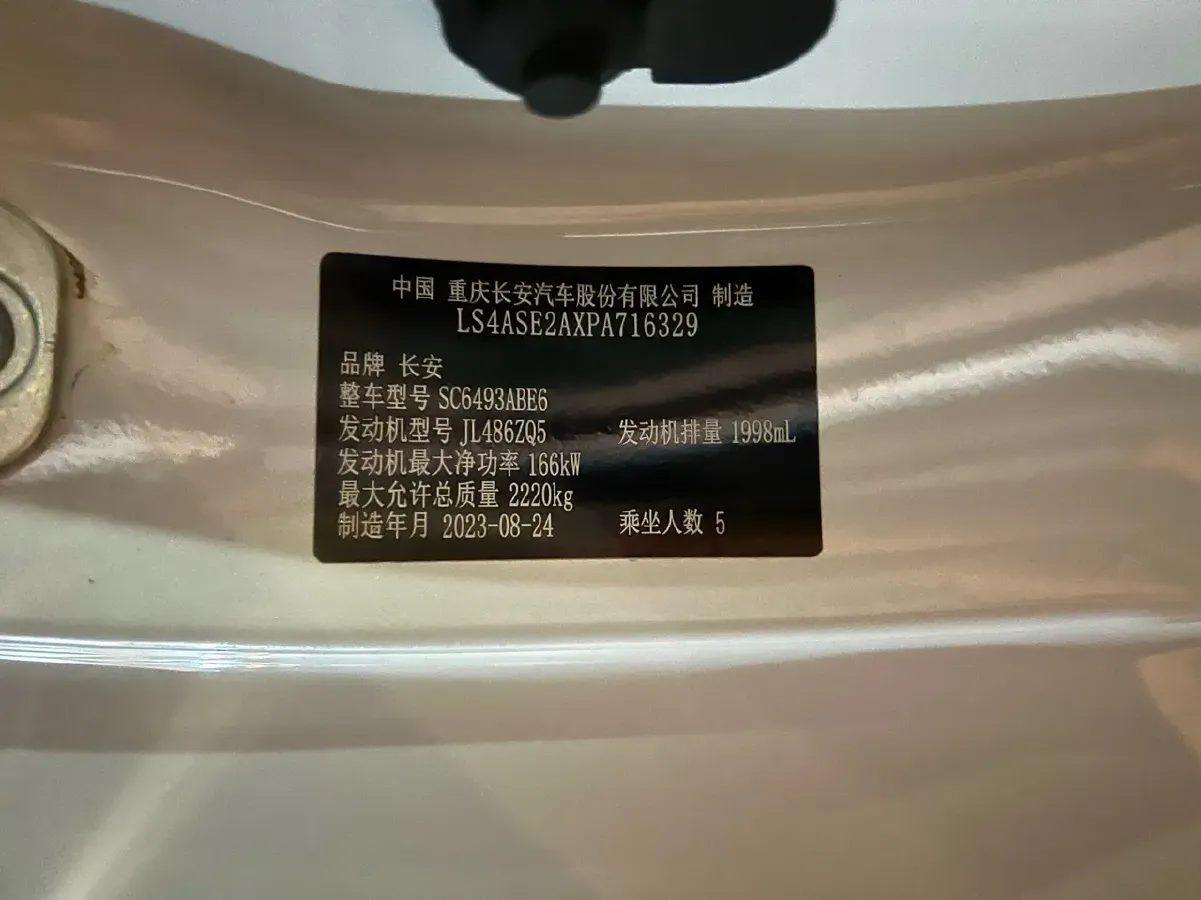 中国 重庆长安汽车股份有限公司 制造
LS4ASE2AXPA716329
品牌 长安
整车型号 SC6493ABE6
发动机型号 JL486ZQ5 发动机排量 1998mL
发动机最大净功率 166kW
最大允许总质量 2220kg
制造年月 2023-08-24 乘坐人数 5